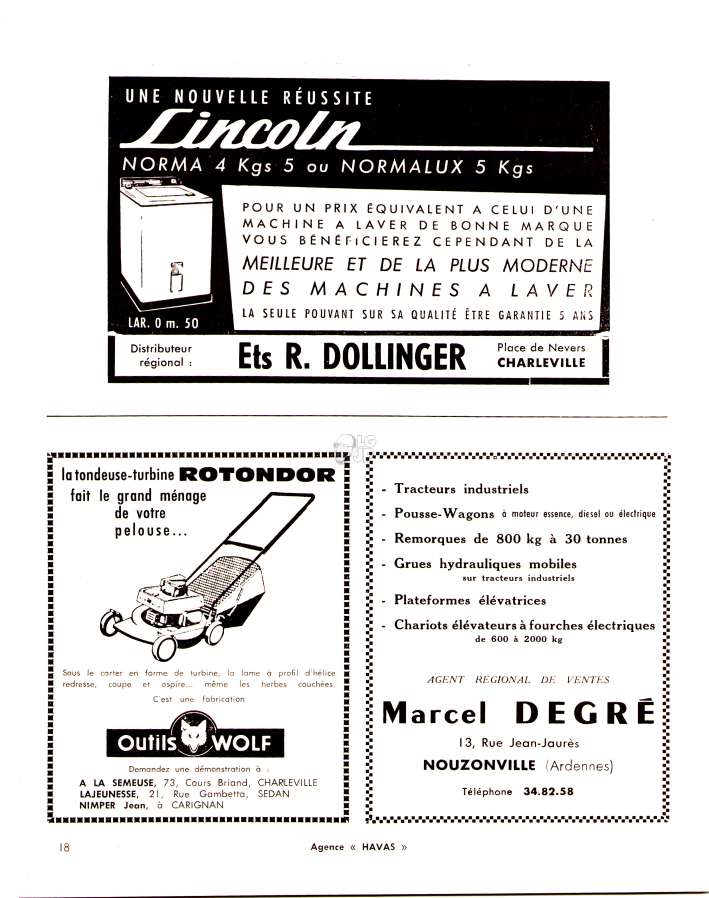 UNE NOUVELLE RÉUSSITE
Lincoln
NORMA 4 Kgs 5 ou NORMALUX 5 Kgs
POUR UN PRIX ÉQUIVALENT A CELUI D'UNE
MACHINE A LAVER DE BONNE MARQUE
VOUS BÉNÉFICIEREZ CEPENDANT DE LA
MEILLEURE ET DE LA PLUS MODERNE
DES MACHINES A LAVER
LA SEULE POUVANT SUR SA QUALITÉ ÊTRE GARANTIE 5 ANS
LAR. 0 m. 50
Distributeur
régional :
Ets R. DOLLINGER
Place de Nevers
CHARLEVILLE
LG
JP
la tondeuse-turbine ROTONDOR
fait le grand ménage
de votre
pelouse...
Sous le carter en forme de turbine, la lame à profil d'hélice
redresse, coupe et aspire... même les herbes couchées.
C'est une fabrication
Outils WOLF
Demandez une démonstration à :
A LA SEMEUSE, 73, Cours Briand, CHARLEVILLE
LAJEUNESSE, 21, Rue Gambetta, SEDAN
NIMPER Jean, à CARIGNAN
- Tracteurs industriels
- Pousse-Wagons à moteur essence, diesel ou électrique
- Remorques de 800 kg à 30 tonnes
- Grues hydrauliques mobiles
sur tracteurs industriels
- Plateformes élévatrices
- Chariots élévateurs à fourches électriques
de 600 à 2000 kg
AGENT RÉGIONAL DE VENTES
Marcel DEGRÉ
13, Rue Jean-Jaurès
NOUZONVILLE (Ardennes)
Téléphone 34.82.58
18
Agence « HAVAS »